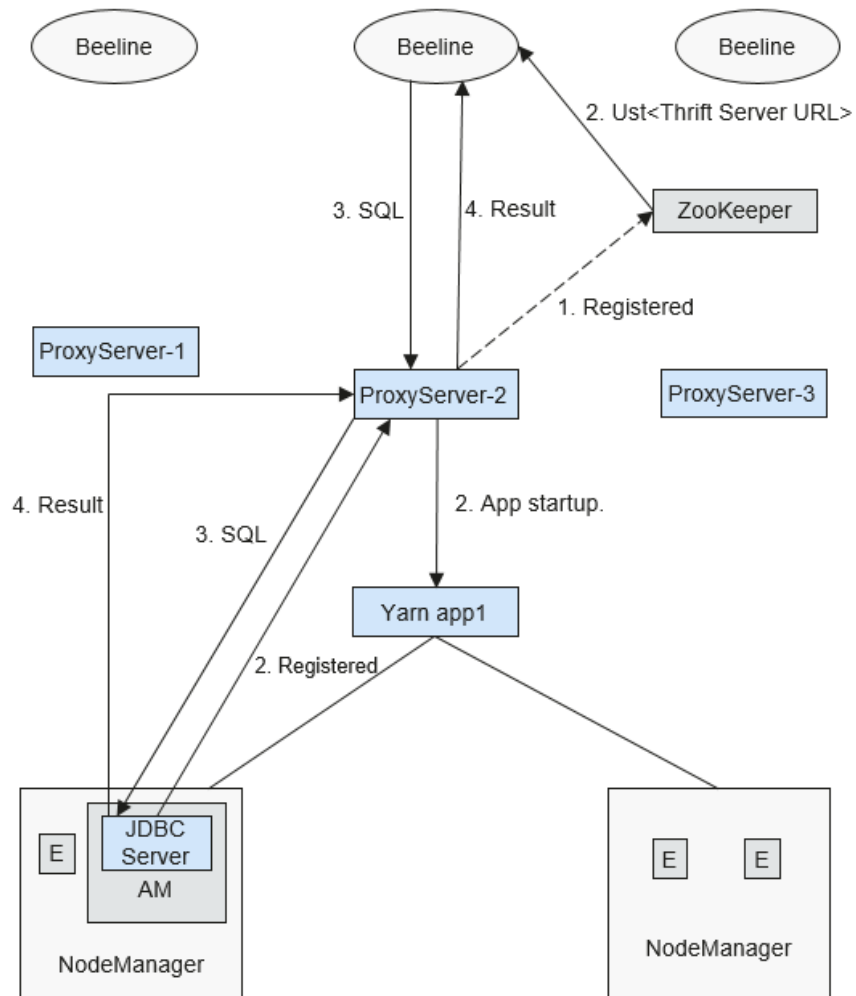 Beeline
Beeline
Beeline
2. Ust<Thrift Server URL>
3. SQL
4. Result
ZooKeeper
1. Registered
ProxyServer-1
ProxyServer-2
ProxyServer-3
4. Result
3. SQL
2. App startup.
Yarn app1
2. Registered
E
JDBC
Server
AM
NodeManager
E
E
NodeManager